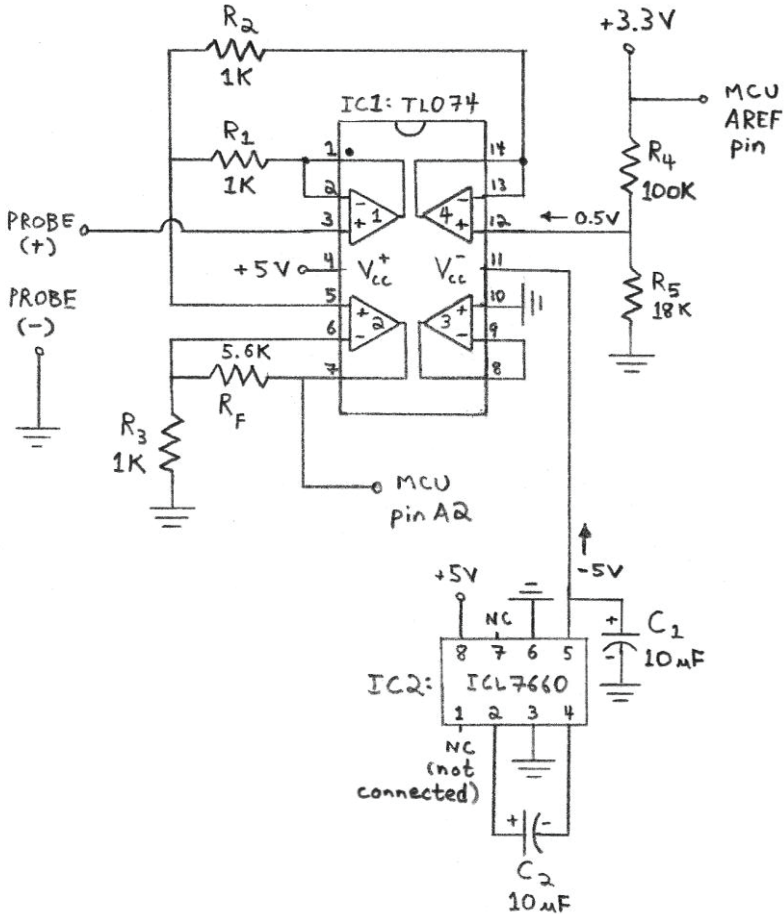 R2
1K
+3.3V
IC1: TL074
MCU
AREF
pin
R1
1K
1
14
R4
100K
2
13
-
-
PROBE
(+)
3
+
1
4
+
12
← 0.5V
+5V
4
Vcc+
Vcc-
11
R5
18K
PROBE
(-)
5
+
2
10
+
3
6
-
-
9
5.6K
7
8
RF
R3
1K
MCU
pin A2
-5V
+5V
NC
8
7
6
5
+
C1
-
10µF
IC2:
ICL7660
1
2
3
4
NC
(not
connected)
+
-
C2
10µF